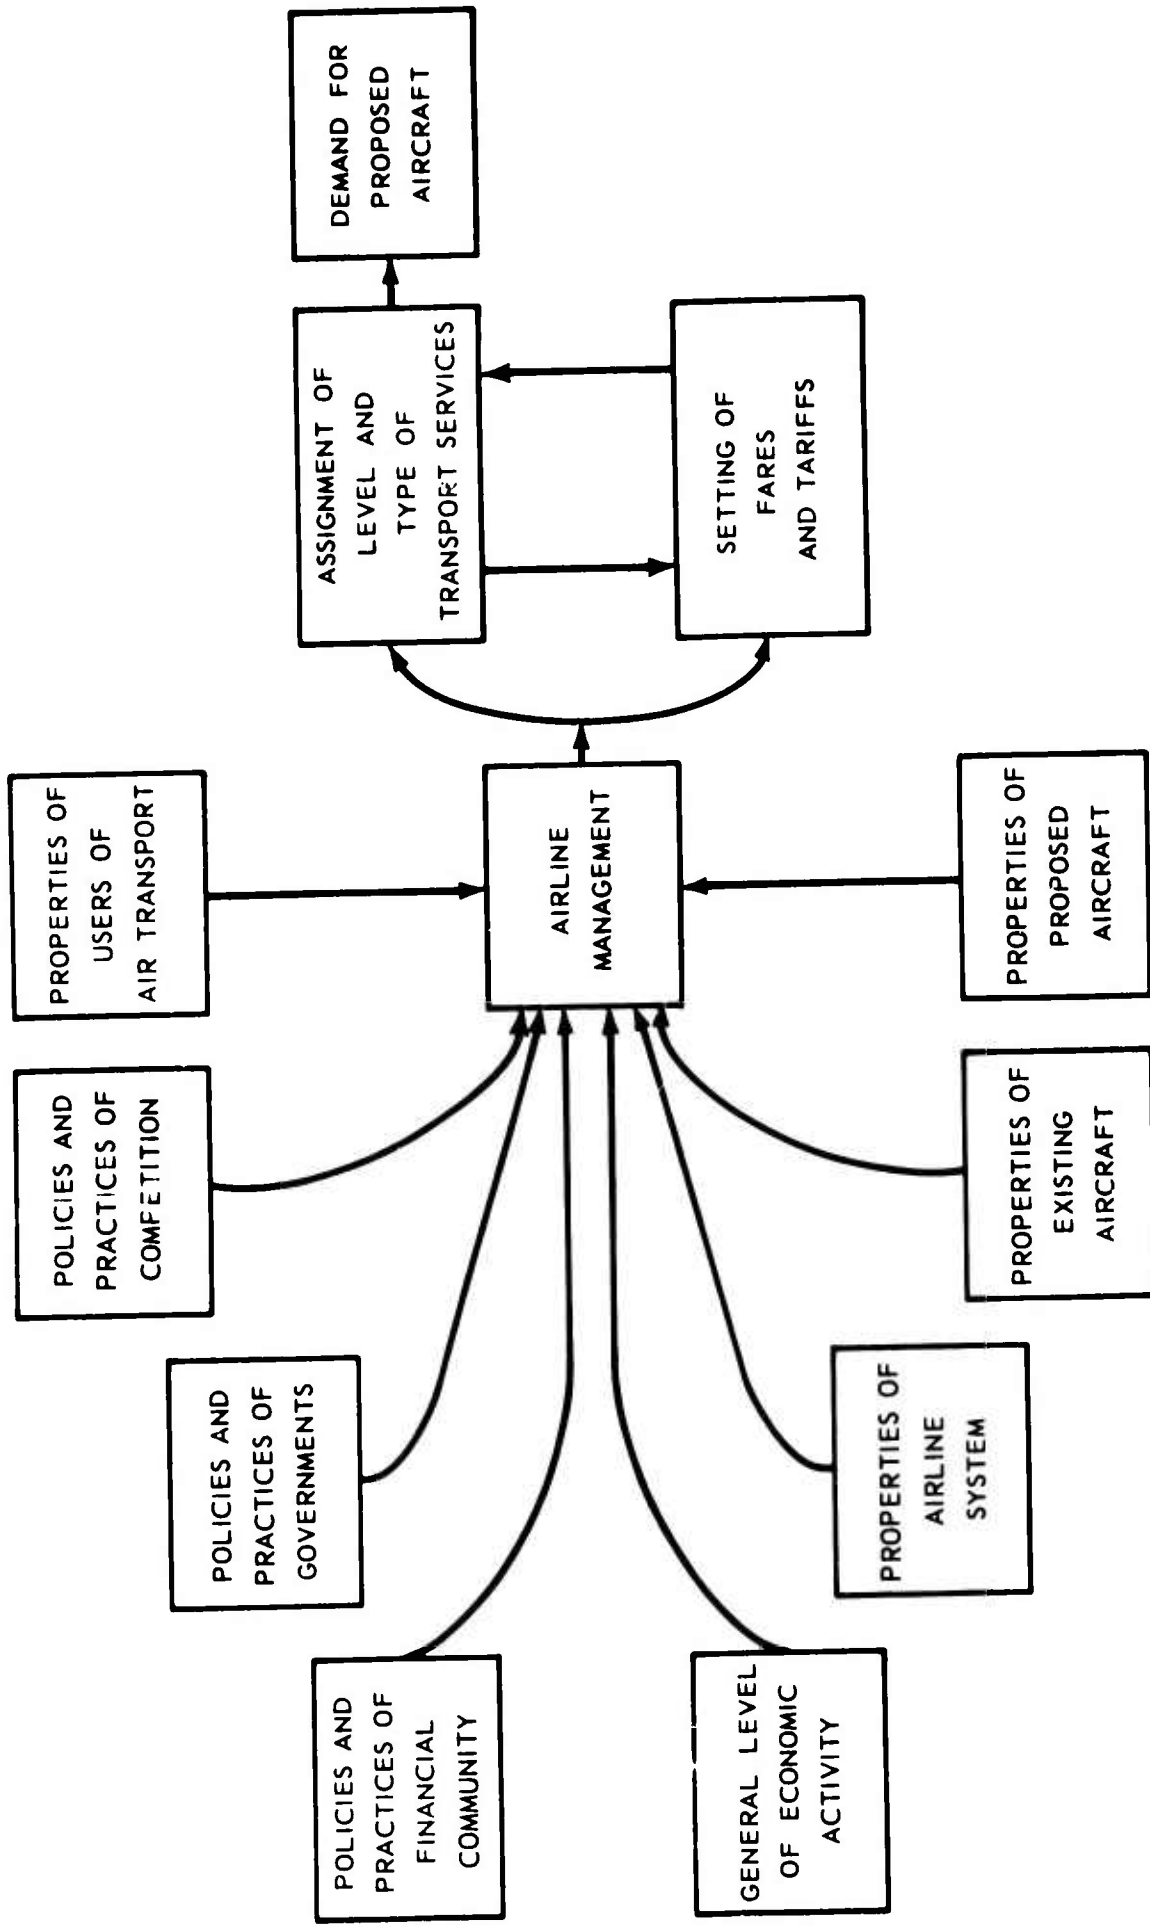 POLICIES AND
PRACTICES OF
FINANCIAL
COMMUNITY
POLICIES AND
PRACTICES OF
GOVERNMENTS
POLICIES AND
PRACTICES OF
COMFETITION
PROPERTIES OF
USERS OF
AIR TRANSPORT
GENERAL LEVEL
OF ECONOMIC
ACTIVITY
PROPERTIES OF
AIRLINE
SYSTEM
PROPERTIES OF
EXISTING
AIRCRAFT
PROPERTIES OF
PROPOSED
AIRCRAFT
AIRLINE
MANAGEMENT
ASSIGNMENT OF
LEVEL AND
TYPE OF
TRANSPORT SERVICES
SETTING OF
FARES
AND TARIFFS
DEMAND FOR
PROPOSED
AIRCRAFT